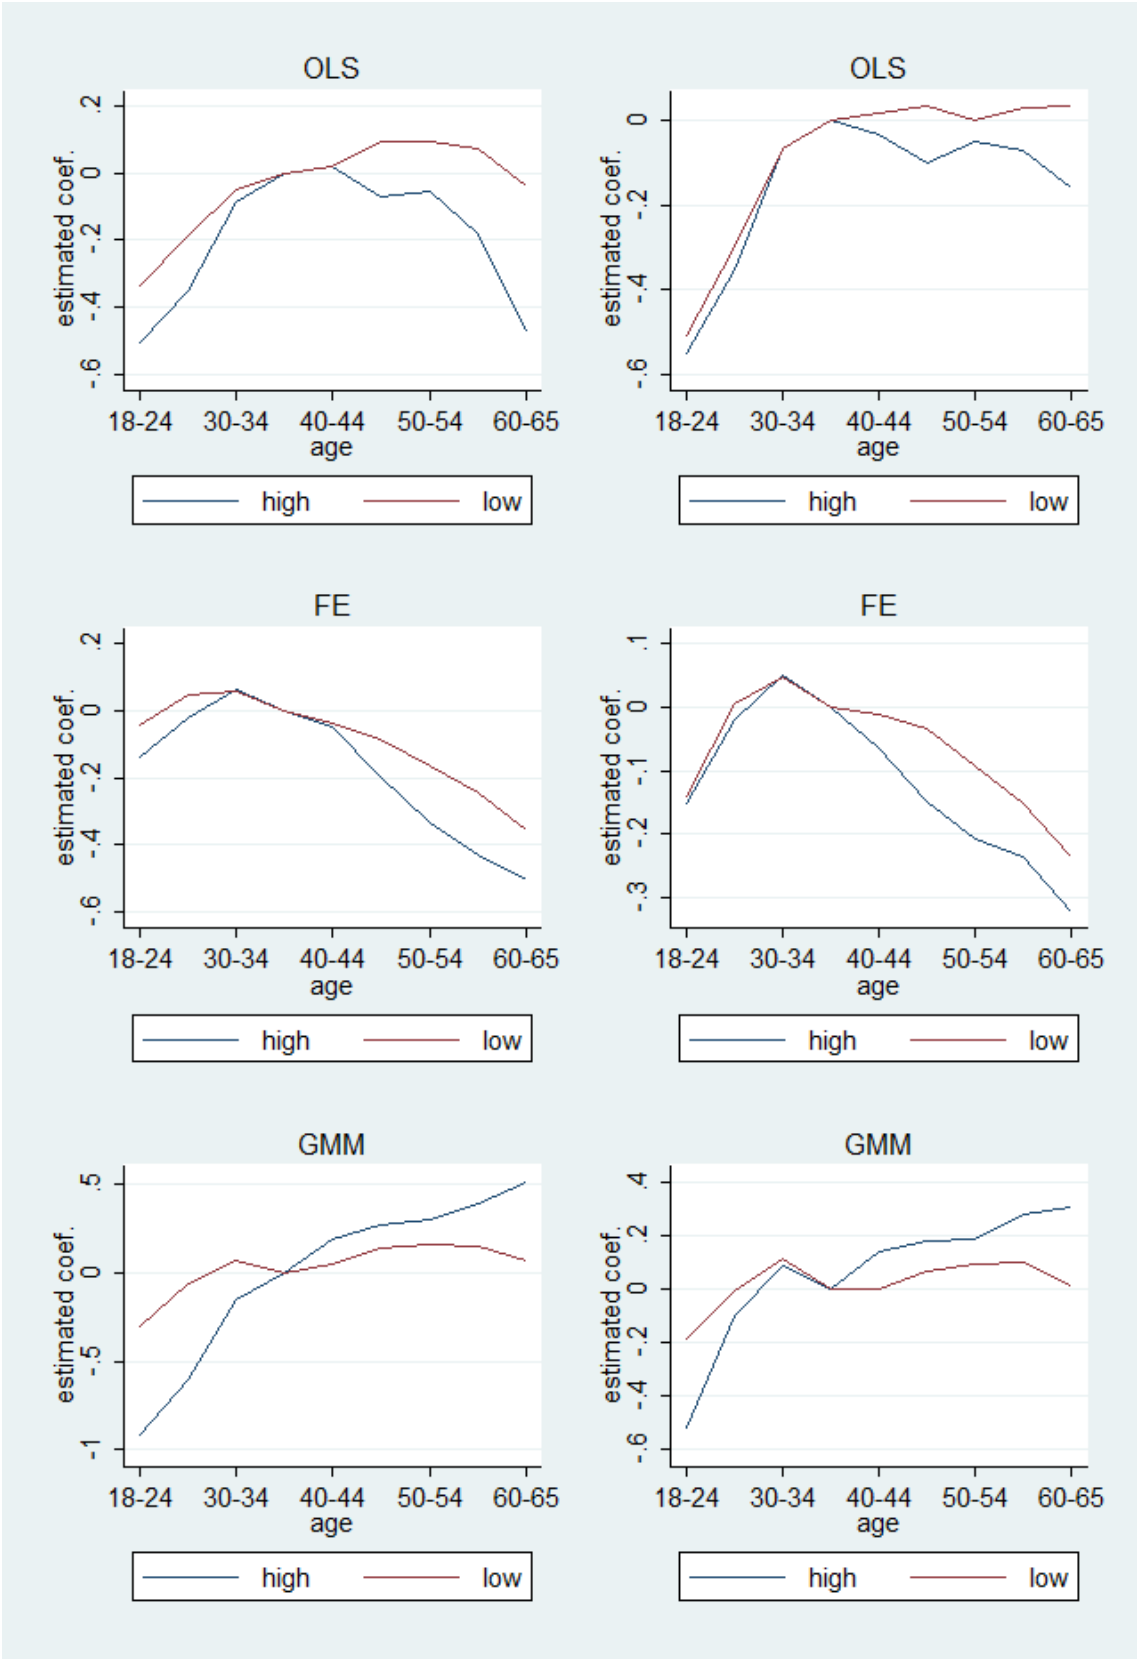 OLS
.2
0
-.2
-.4
-.6
estimated coef.
18-24 30-34 40-44 50-54 60-65
age
high low
OLS
0
-.2
-.4
-.6
estimated coef.
18-24 30-34 40-44 50-54 60-65
age
high low
FE
.2
0
-.2
-.4
-.6
estimated coef.
18-24 30-34 40-44 50-54 60-65
age
high low
FE
.1
0
-.1
-.2
-.3
estimated coef.
18-24 30-34 40-44 50-54 60-65
age
high low
GMM
.5
0
-.5
-1
estimated coef.
18-24 30-34 40-44 50-54 60-65
age
high low
GMM
.4
.2
0
-.2
-.4
-.6
estimated coef.
18-24 30-34 40-44 50-54 60-65
age
high low